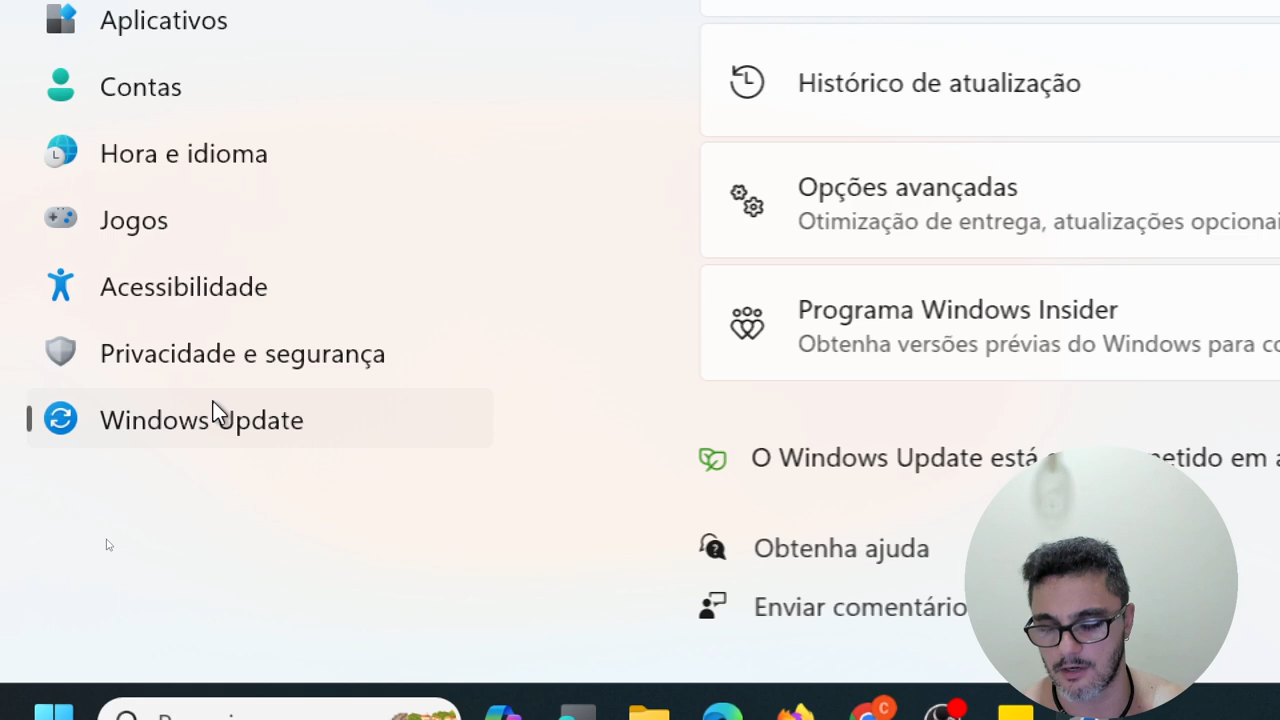 Aplicativos
Contas
Hora e idioma
Jogos
Acessibilidade
Privacidade e segurança
Windows Update
Histórico de atualização
Opções avançadas
Otimização de entrega, atualizações opcionai
Programa Windows Insider
Obtenha versões prévias do Windows para co
O Windows Update está
em a
Obtenha ajuda
Enviar comentário
C